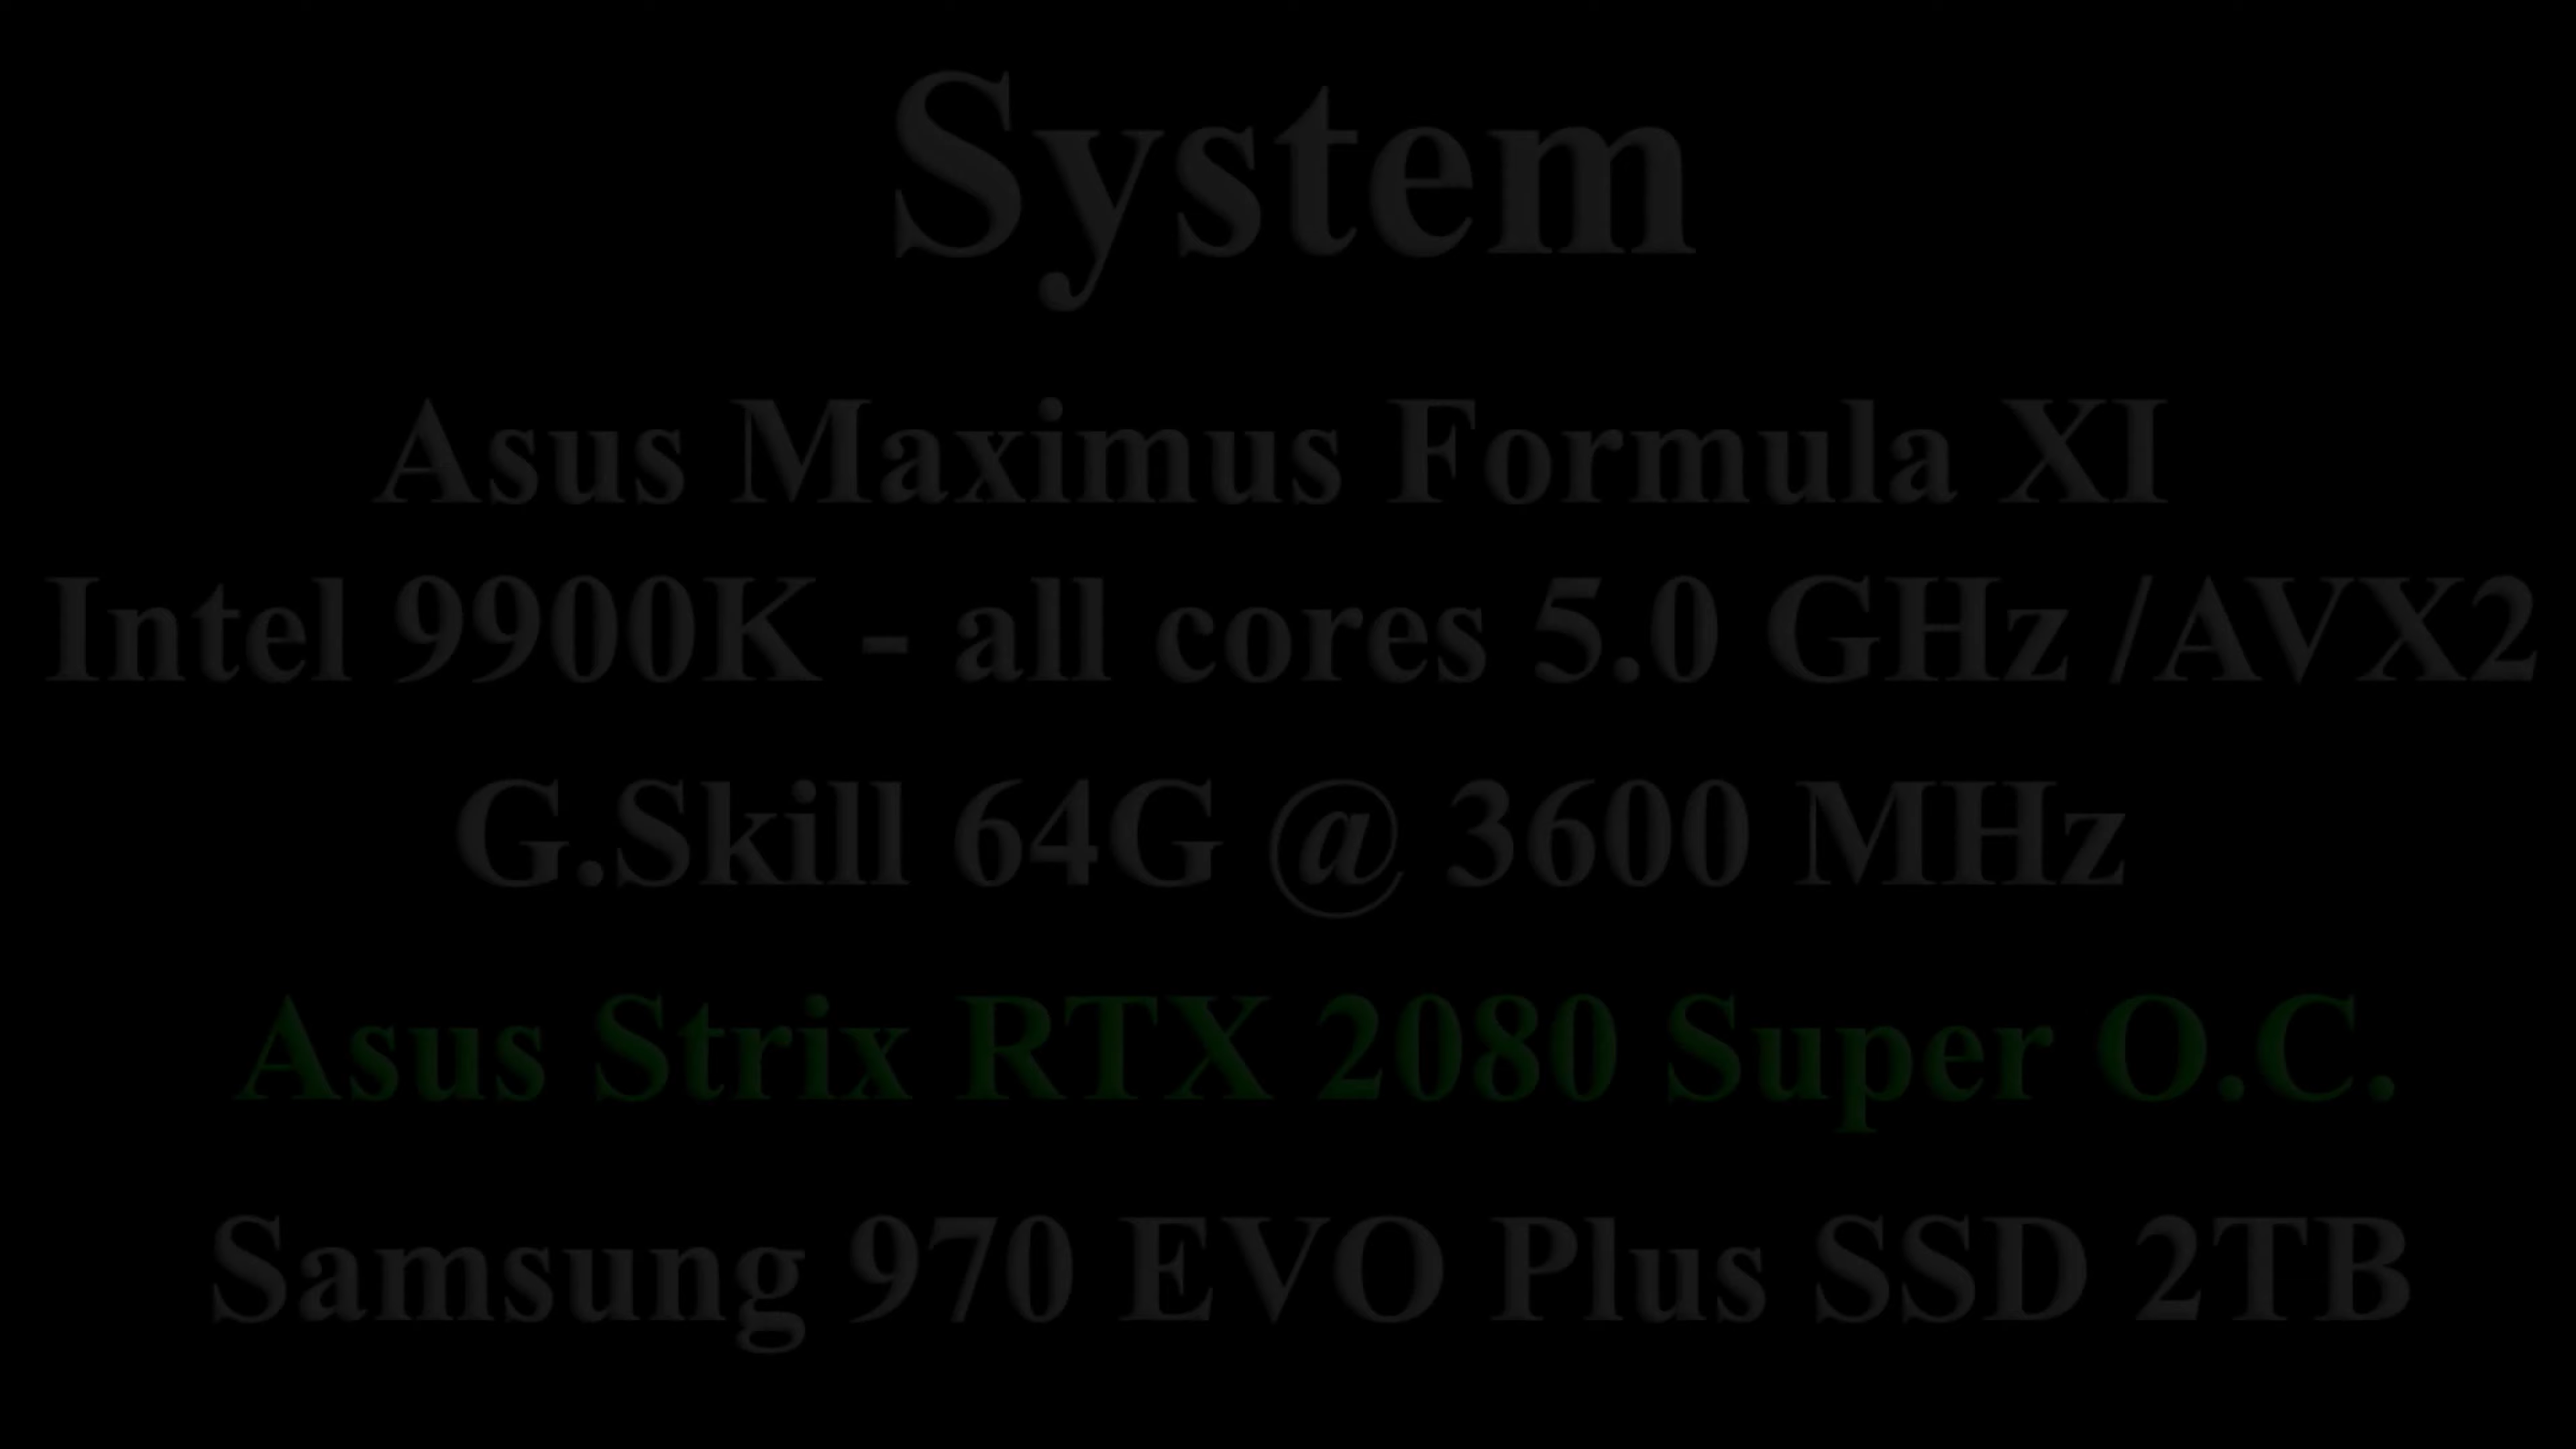 System
Asus Maximus Formula XI
Intel 9900K - all cores 5.0 GHz /AVX2
G.Skill 64G @ 3600 MHz
Asus Strix RTX 2080 Super O.C.
Samsung 970 EVO Plus SSD 2TB